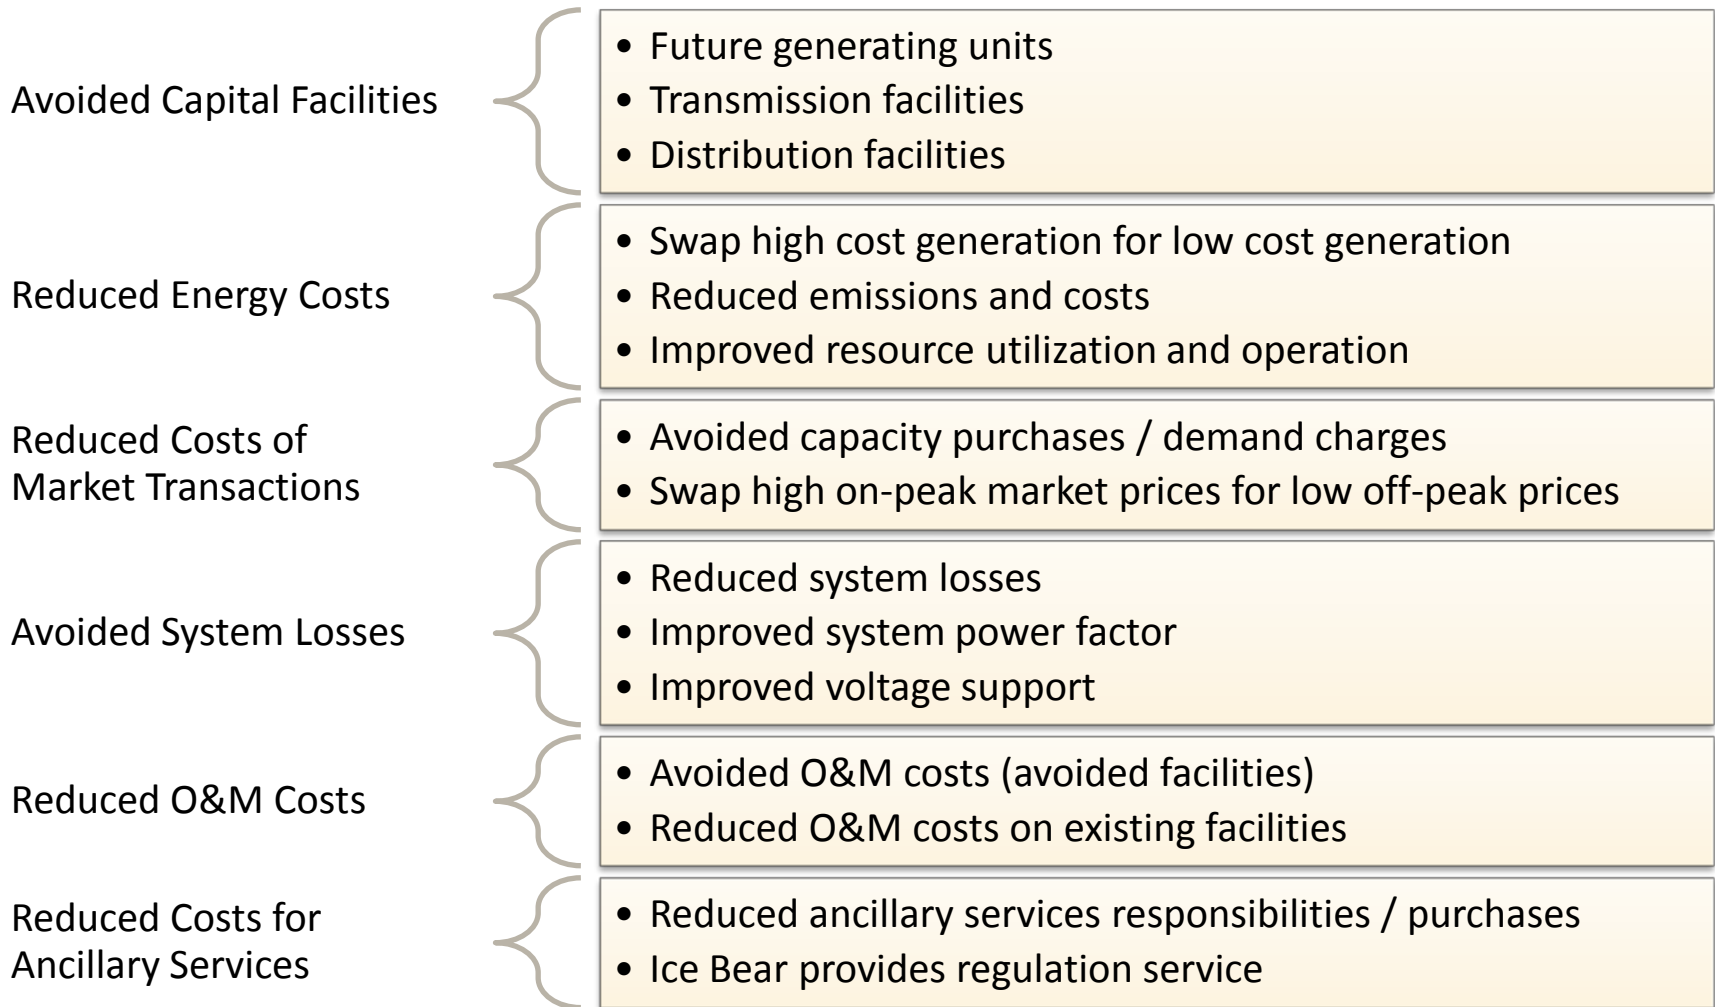 Avoided Capital Facilities
• Future generating units
• Transmission facilities
• Distribution facilities
Reduced Energy Costs
• Swap high cost generation for low cost generation
• Reduced emissions and costs
• Improved resource utilization and operation
Reduced Costs of
Market Transactions
• Avoided capacity purchases / demand charges
• Swap high on-peak market prices for low off-peak prices
Avoided System Losses
• Reduced system losses
• Improved system power factor
• Improved voltage support
Reduced O&M Costs
• Avoided O&M costs (avoided facilities)
• Reduced O&M costs on existing facilities
Reduced Costs for
Ancillary Services
• Reduced ancillary services responsibilities / purchases
• Ice Bear provides regulation service